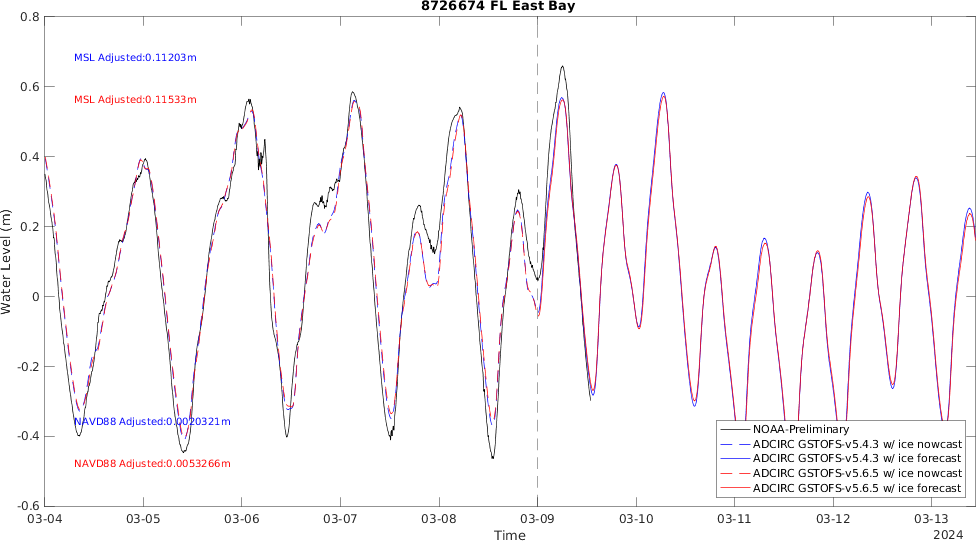 8726674 FL East Bay
0.8
MSL Adjusted:0.11203m
0.6
MSL Adjusted:0.11533m
0.4
0.2
0
-0.2
-0.4
-0.6
Water Level (m)
NAVD88 Adjusted:0.0020321m
NAVD88 Adjusted:0.0053266m
NOAA-Preliminary
ADCIRC GSTOFS-v5.4.3 w/ ice nowcast
ADCIRC GSTOFS-v5.4.3 w/ ice forecast
ADCIRC GSTOFS-v5.6.5 w/ ice nowcast
ADCIRC GSTOFS-v5.6.5 w/ ice forecast
03-04 03-05 03-06 03-07 03-08 03-09 03-10 03-11 03-12 03-13
Time
2024